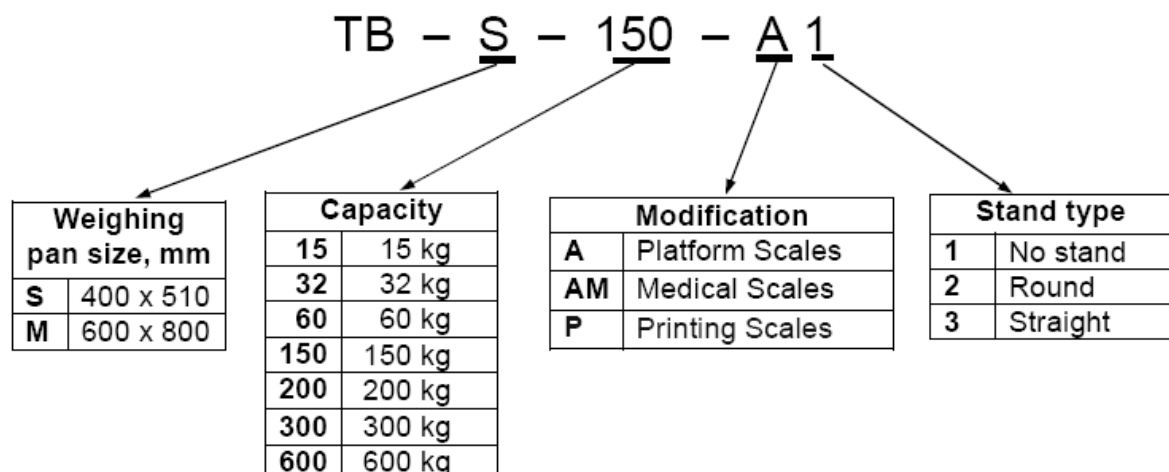 TB – S – 150 – A 1
Weighing
pan size, mm
S 400 x 510
M 600 x 800
Capacity
15 15 kg
32 32 kg
60 60 kg
150 150 kg
200 200 kg
300 300 kg
600 600 kg
Modification
A Platform Scales
AM Medical Scales
P Printing Scales
Stand type
1 No stand
2 Round
3 Straight